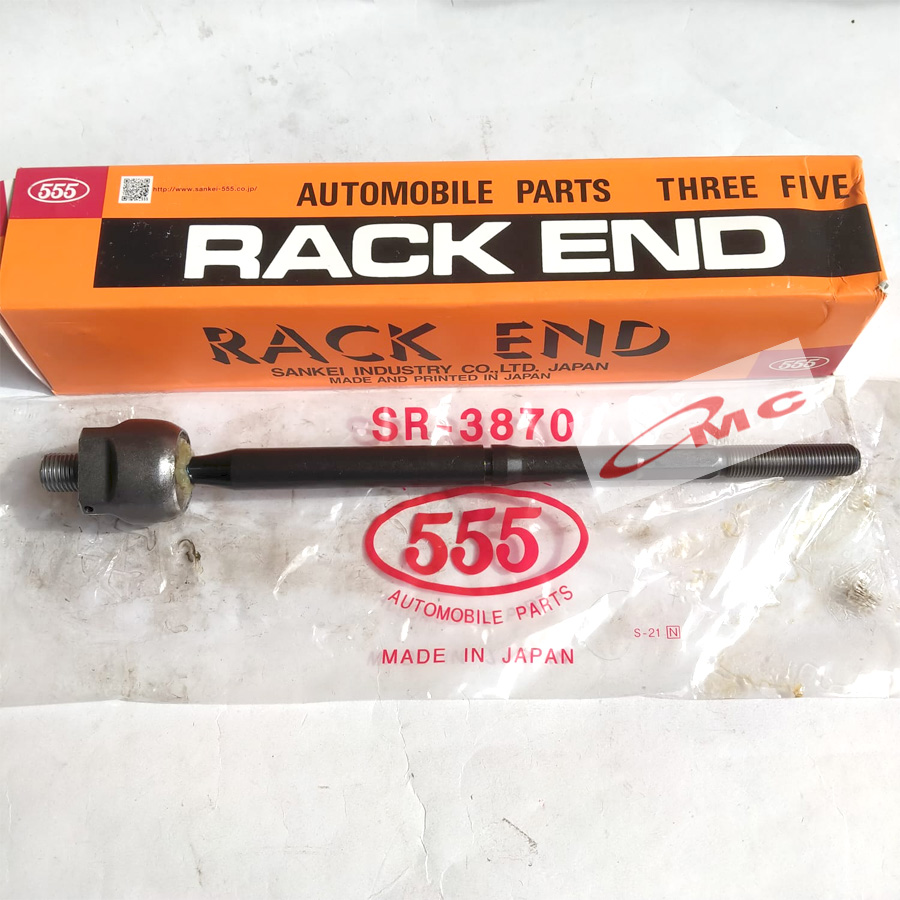 555
http://www.sankei-555.co.jp/
AUTOMOBILE PARTS THREE FIVE
RACK END
RACK END
SANKEI INDUSTRY CO.,LTD. JAPAN
MADE AND PRINTED IN JAPAN
555
SR-3870
MC
555
AUTOMOBILE PARTS
S-21 N
MADE IN JAPAN